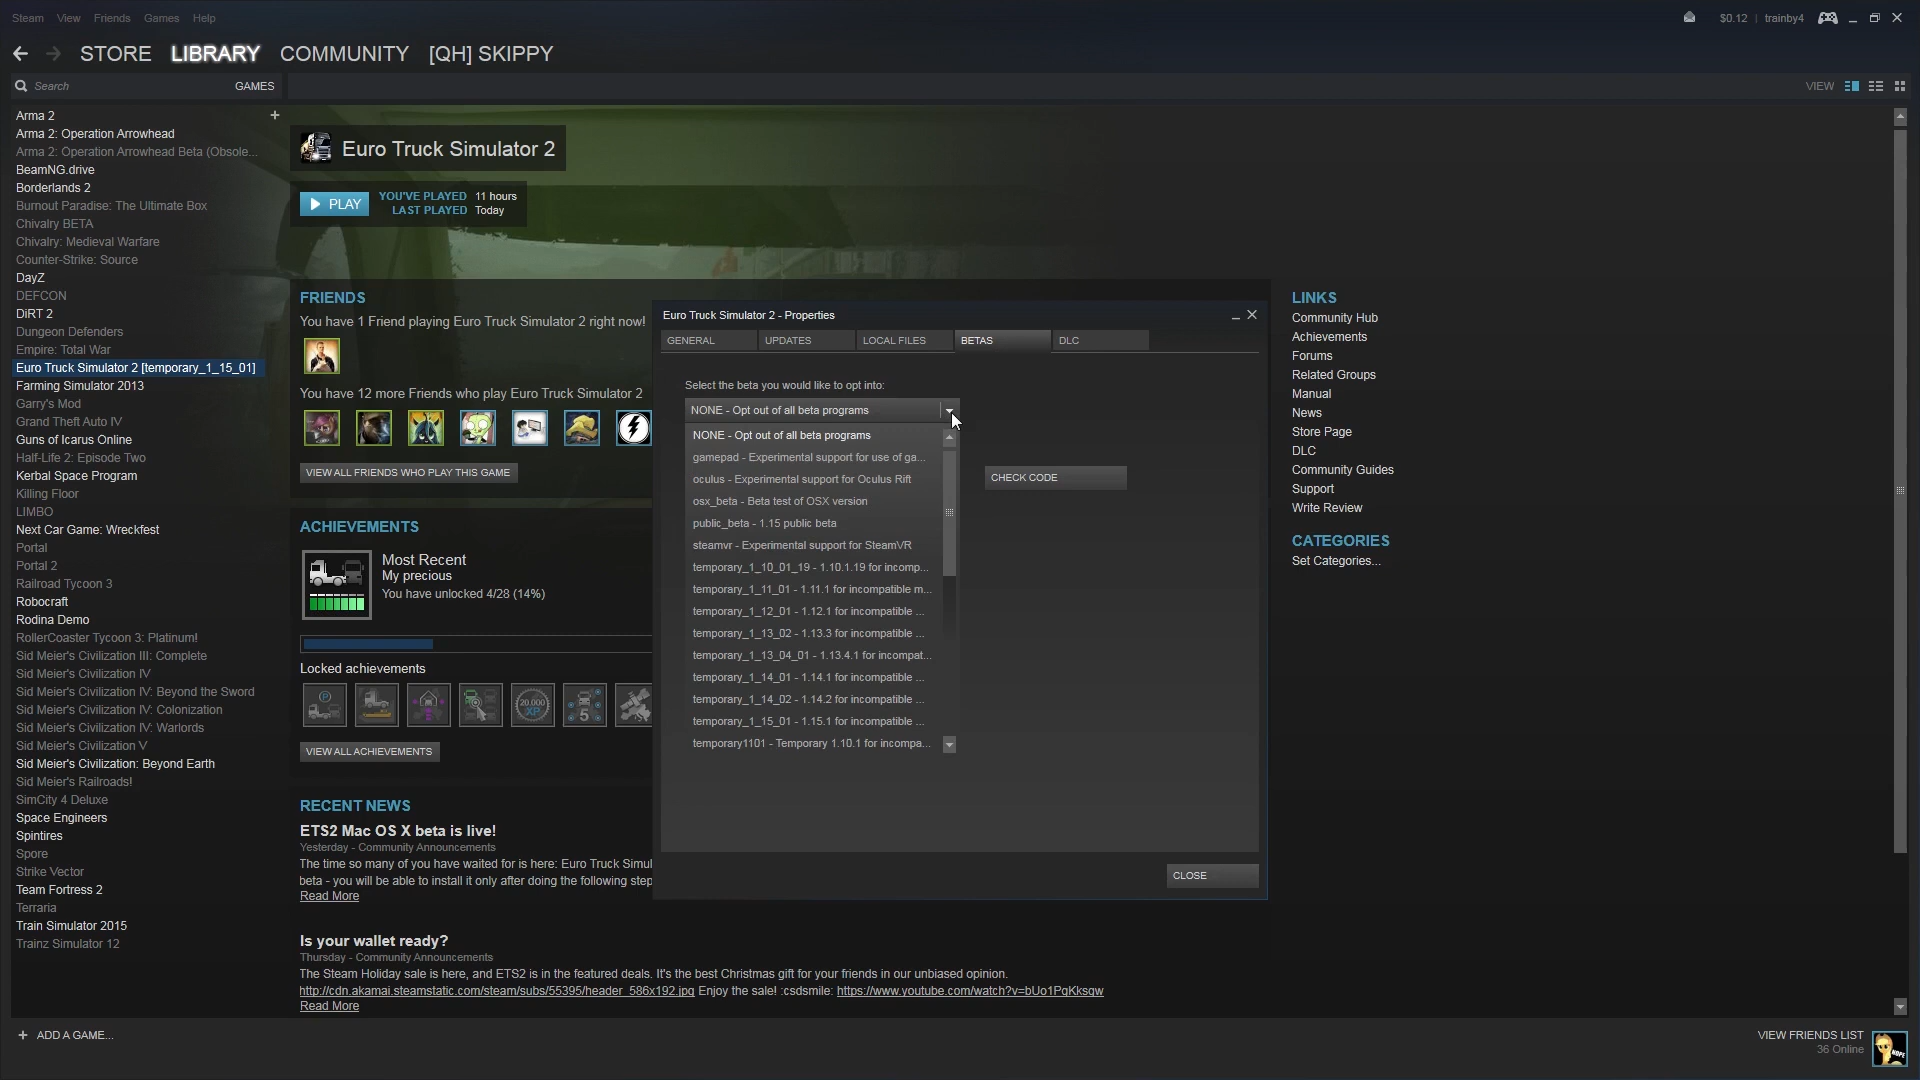 Steam View Friends Games Help
$0.12 | trainby4
STORE LIBRARY COMMUNITY [QH] SKIPPY
Search GAMES
VIEW
Arma 2
Arma 2: Operation Arrowhead
Arma 2: Operation Arrowhead Beta (Obsole...
BeamNG.drive
Borderlands 2
Burnout Paradise: The Ultimate Box
Chivalry BETA
Chivalry: Medieval Warfare
Counter-Strike: Source
DayZ
DEFCON
DiRT 2
Dungeon Defenders
Empire: Total War
Euro Truck Simulator 2 [temporary_1_15_01]
Farming Simulator 2013
Garry's Mod
Grand Theft Auto IV
Guns of Icarus Online
Half-Life 2: Episode Two
Kerbal Space Program
Killing Floor
LIMBO
Next Car Game: Wreckfest
Portal
Portal 2
Railroad Tycoon 3
Robocraft
Rodina Demo
RollerCoaster Tycoon 3: Platinum!
Sid Meier's Civilization III: Complete
Sid Meier's Civilization IV
Sid Meier's Civilization IV: Beyond the Sword
Sid Meier's Civilization IV: Colonization
Sid Meier's Civilization IV: Warlords
Sid Meier's Civilization V
Sid Meier's Civilization: Beyond Earth
Sid Meier's Railroads!
SimCity 4 Deluxe
Space Engineers
Spintires
Spore
Strike Vector
Team Fortress 2
Terraria
Train Simulator 2015
Trainz Simulator 12
+ ADD A GAME...
Euro Truck Simulator 2
PLAY
YOU'VE PLAYED 11 hours
LAST PLAYED Today
FRIENDS
You have 1 Friend playing Euro Truck Simulator 2 right now!
You have 12 more Friends who play Euro Truck Simulator 2
VIEW ALL FRIENDS WHO PLAY THIS GAME
ACHIEVEMENTS
Most Recent
My precious
You have unlocked 4/28 (14%)
Locked achievements
P
20.000
XP
5
VIEW ALL ACHIEVEMENTS
RECENT NEWS
ETS2 Mac OS X beta is live!
Yesterday - Community Announcements
The time so many of you have waited for is here: Euro Truck Simul
beta - you will be able to install it only after doing the following step
Read More
Is your wallet ready?
Thursday - Community Announcements
The Steam Holiday sale is here, and ETS2 is in the featured deals. It's the best Christmas gift for your friends in our unbiased opinion.
http://cdn.akamai.steamstatic.com/steam/subs/55395/header_586x192.jpg Enjoy the sale! :csdsmile: https://www.youtube.com/watch?v=bUo1PqKksqw
Read More
Euro Truck Simulator 2 - Properties
GENERAL UPDATES LOCAL FILES BETAS DLC
Select the beta you would like to opt into:
NONE - Opt out of all beta programs
NONE - Opt out of all beta programs
gamepad - Experimental support for use of ga...
oculus - Experimental support for Oculus Rift
osx_beta - Beta test of OSX version
public_beta - 1.15 public beta
steamvr - Experimental support for SteamVR
temporary_1_10_01_19 - 1.10.1.19 for incomp...
temporary_1_11_01 - 1.11.1 for incompatible m...
temporary_1_12_01 - 1.12.1 for incompatible ...
temporary_1_13_02 - 1.13.3 for incompatible ...
temporary_1_13_04_01 - 1.13.4.1 for incompat...
temporary_1_14_01 - 1.14.1 for incompatible ...
temporary_1_14_02 - 1.14.2 for incompatible ...
temporary_1_15_01 - 1.15.1 for incompatible ...
temporary1101 - Temporary 1.10.1 for incompa...
CHECK CODE
CLOSE
LINKS
Community Hub
Achievements
Forums
Related Groups
Manual
News
Store Page
DLC
Community Guides
Support
Write Review
CATEGORIES
Set Categories...
VIEW FRIENDS LIST
36 Online
NOPE